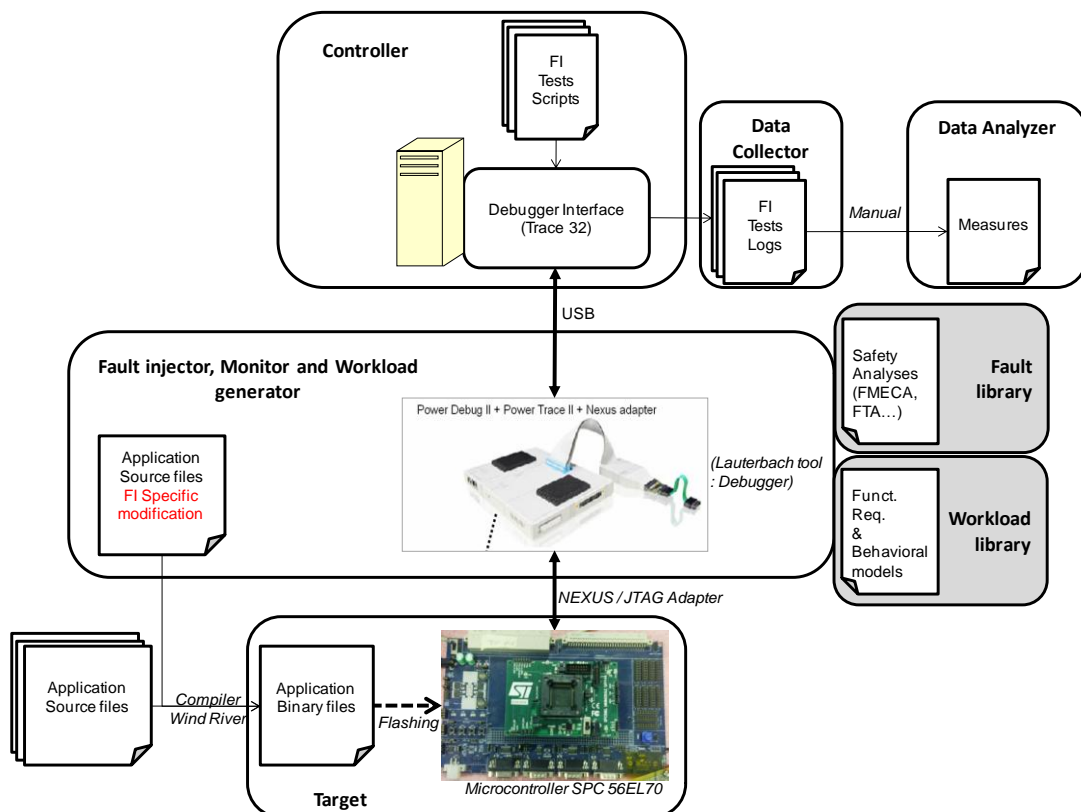 Controller
FI
Tests
Scripts
Debugger Interface
(Trace 32)
Data
Collector
FI
Tests
Logs
Manual
Data Analyzer
Measures
USB
Fault injector, Monitor and Workload
generator
Power Debug II + Power Trace II + Nexus adapter
(Lauterbach tool
: Debugger)
Application
Source files
FI Specific
modification
Safety
Analyses
(FMECA,
FTA…)
Fault
library
Funct.
Req.
&
Behavioral
models
Workload
library
NEXUS / JTAG Adapter
Application
Source files
Compiler
Wind River
Application
Binary files
Flashing
ST
Microcontroller SPC 56EL70
Target